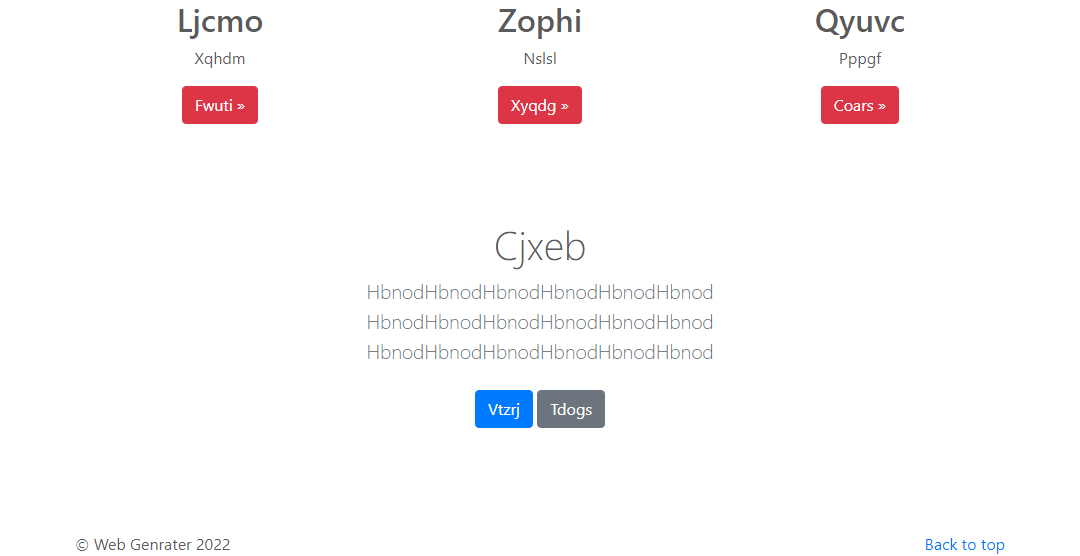 Ljcmo Zophi Qyuvc
Xqhdm Nslsl Pppgf
Fwuti » Xyqdg » Coars »
Cjxeb
HbnodHbnodHbnodHbnodHbnodHbnod
HbnodHbnodHbnodHbnodHbnodHbnod
HbnodHbnodHbnodHbnodHbnodHbnod
Vtzrj Tdogs
© Web Genrater 2022 Back to top